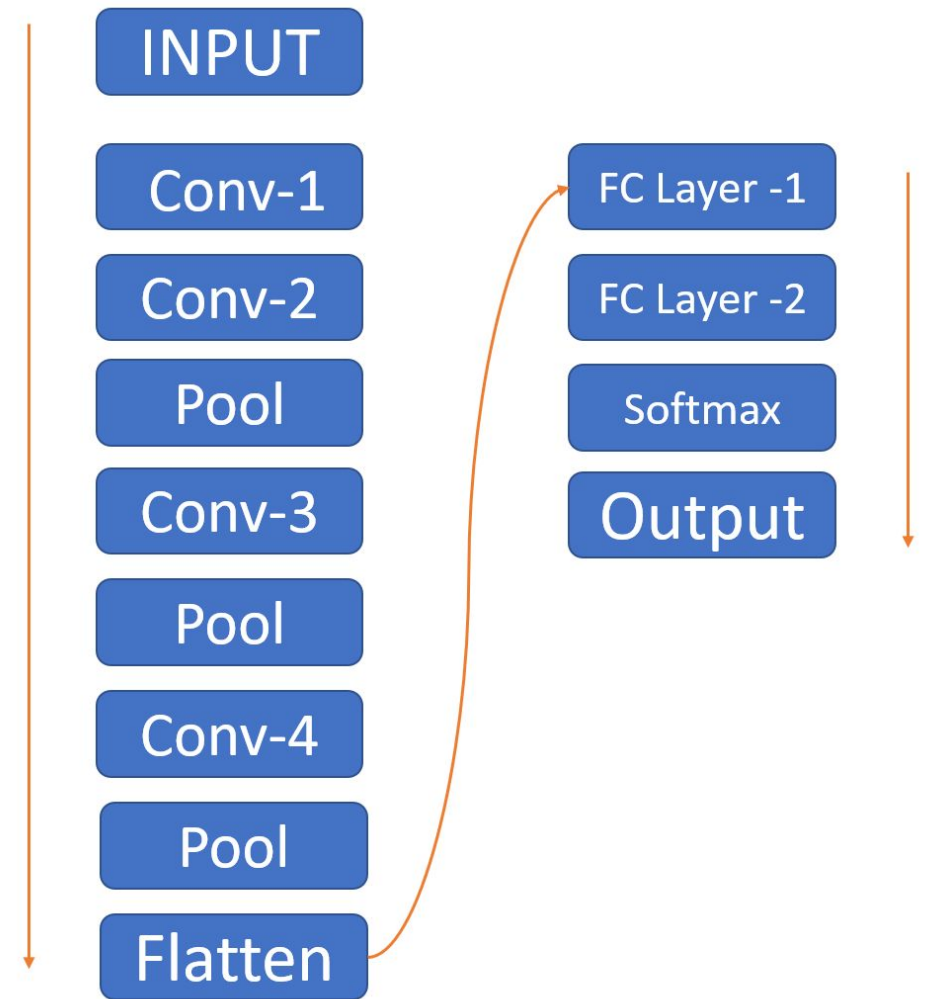 INPUT
Conv-1
Conv-2
Pool
Conv-3
Pool
Conv-4
Pool
Flatten
FC Layer -1
FC Layer -2
Softmax
Output